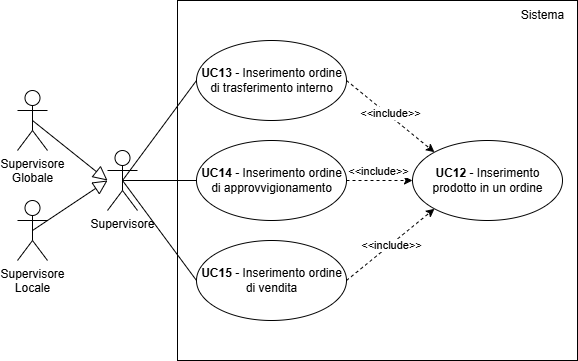 Sistema
UC13 - Inserimento ordine
di trasferimento interno
<<include>>
Supervisore
Globale
UC14 - Inserimento ordine
di approvvigionamento
<<include>>
UC12 - Inserimento
prodotto in un ordine
Supervisore
<<include>>
Supervisore
Locale
UC15 - Inserimento ordine
di vendita